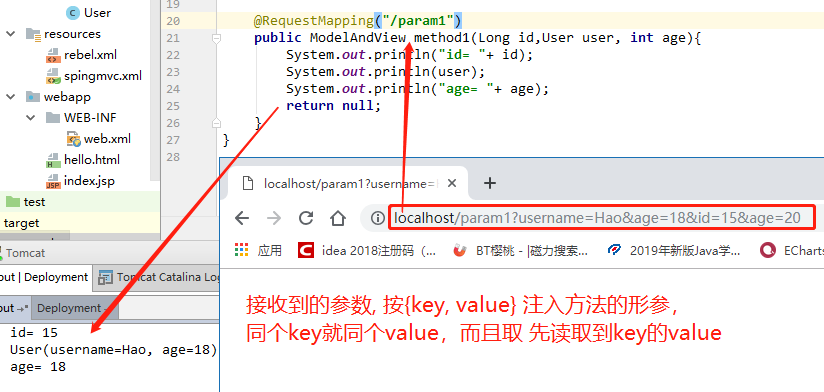 User
resources
rebel.xml
spingmvc.xml
webapp
WEB-INF
web.xml
hello.html
index.jsp
test
target
Tomcat
out | Deployment
Tomcat Catalina Log
put
Deployment
id= 15
User(username=Hao, age=18)
age= 18
19
20 @RequestMapping("/param1")
21 public ModelAndView method1(Long id,User user, int age){
22 System.out.println("id= "+ id);
23 System.out.println(user);
24 System.out.println("age= "+ age);
25 return null;
26 }
27 }
28
localhost/param1?username=
localhost/param1?username=Hao&age=18&id=15&age=20
应用
idea 2018注册码（...
BT樱桃 - |磁力搜索...
2019年新版Java学...
EChart
接收到的参数, 按{key, value} 注入方法的形参，
同个key就同个value，而且取 先读取到key的value